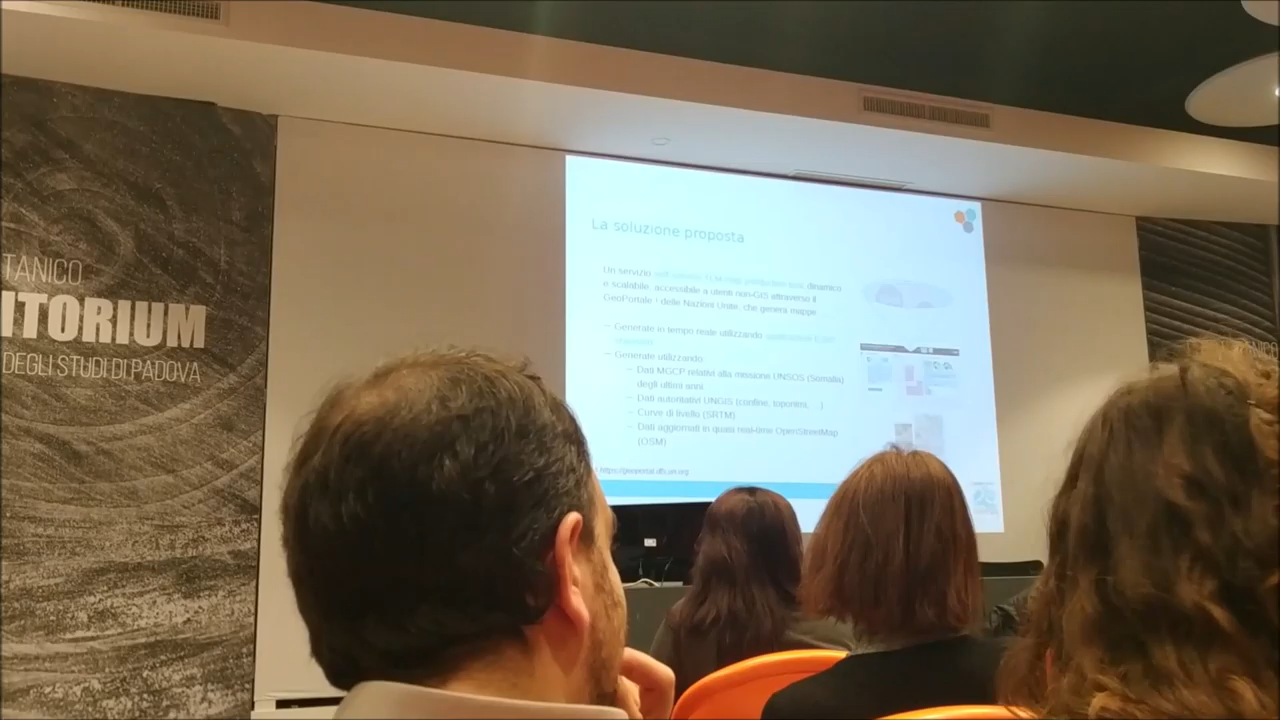 TANICO
ITORIUM
DEGLI STUDI DI PADOVA
La soluzione proposta
Un servizio dinamico
e scalabile, accessibile a utenti non-GIS attraverso il
GeoPortale delle Nazioni Unite, che genera mappe
– Generate in tempo reale utilizzando
– Generate utilizzando
– Dati MGCP relativi alla missione UNSOS (Somalia)
degli ultimi anni
– Dati autoritativi UNGIS (confine, toponimi, ...)
– Curve di livello (SRTM)
– Dati aggiornati in quasi real-time OpenStreetMap
(OSM)